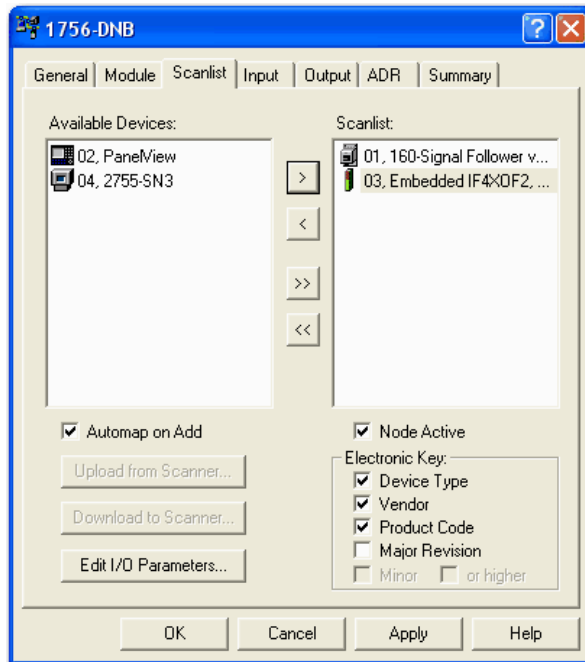 1756-DNB
General Module Scanlist Input Output ADR Summary
Available Devices:
02, PanelView
04, 2755-SN3
>
<
>>
<<
Scanlist:
01, 160-Signal Follower v...
03, Embedded IF4XOF2, ...
Automap on Add
Upload from Scanner...
Download to Scanner...
Edit I/O Parameters...
Node Active
Electronic Key:
Device Type
Vendor
Product Code
Major Revision
Minor or higher
OK Cancel Apply Help